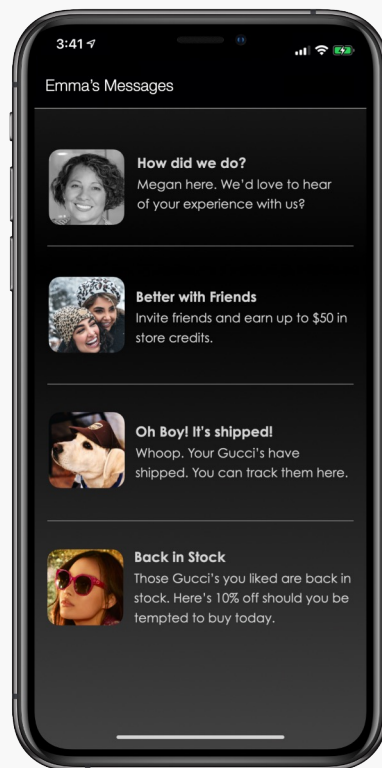 3:41
Emma's Messages
How did we do?
Megan here. We'd love to hear
of your experience with us?
Better with Friends
Invite friends and earn up to $50 in
store credits.
Oh Boy! It's shipped!
Whoop. Your Gucci's have
shipped. You can track them here.
Back in Stock
Those Gucci's you liked are back in
stock. Here's 10% off should you be
tempted to buy today.